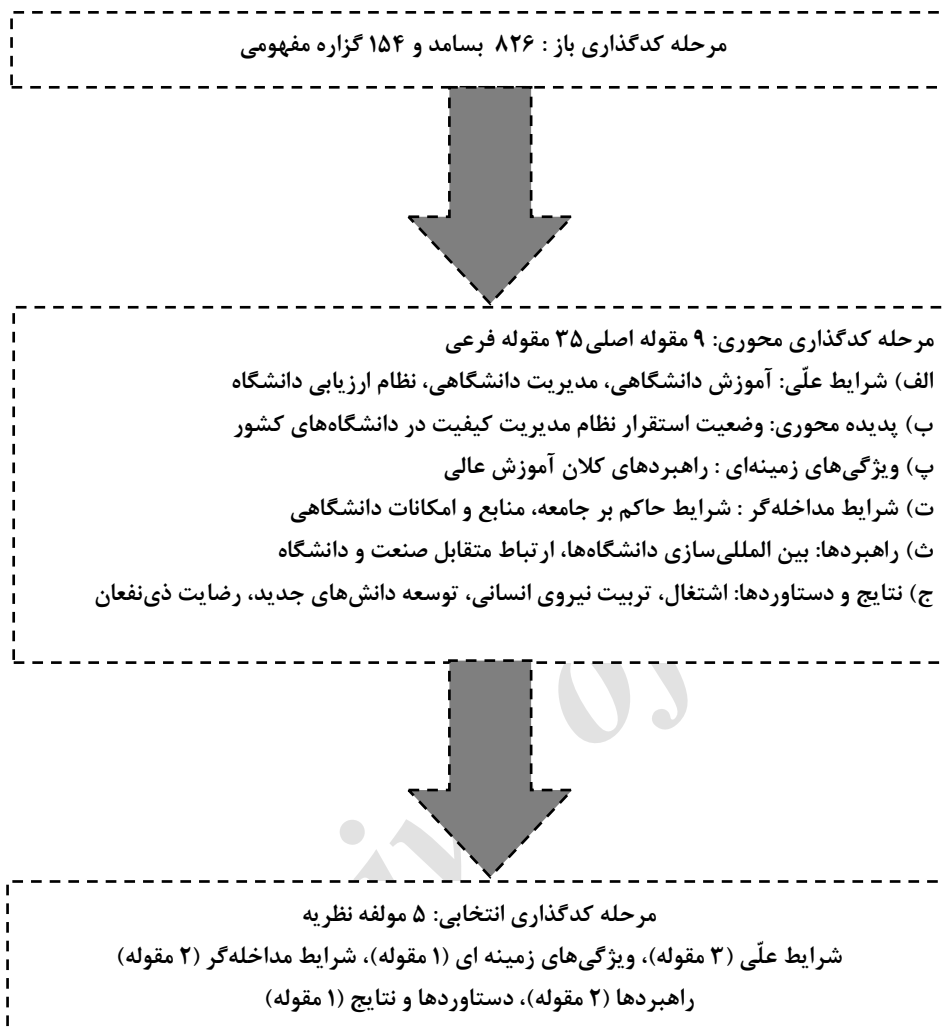 مرحله کدگذاری باز : ۸۲۶ بسامد و ۱۵۴ گزاره مفهومی
مرحله کدگذاری محوری: ۹ مقوله اصلی۳۵ مقوله فرعی
الف) شرایط علّی: آموزش دانشگاهی، مدیریت دانشگاهی، نظام ارزیابی دانشگاه
ب) پدیده محوری: وضعیت استقرار نظام مدیریت کیفیت در دانشگاه‌های کشور
پ) ویژگی‌های زمینه‌ای : راهبردهای کلان آموزش عالی
ت) شرایط مداخله‌گر : شرایط حاکم بر جامعه، منابع و امکانات دانشگاهی
ث) راهبردها: بین المللی‌سازی دانشگاه‌ها، ارتباط متقابل صنعت و دانشگاه
ج) نتایج و دستاوردها: اشتغال، تربیت نیروی انسانی، توسعه دانش‌های جدید، رضایت ذی‌نفعان
مرحله کدگذاری انتخابی: ۵ مولفه نظریه
شرایط علّی (۳ مقوله)، ویژگی‌های زمینه ای (۱ مقوله)، شرایط مداخله‌گر (۲ مقوله)
راهبردها (۲ مقوله)، دستاوردها و نتایج (۱ مقوله)